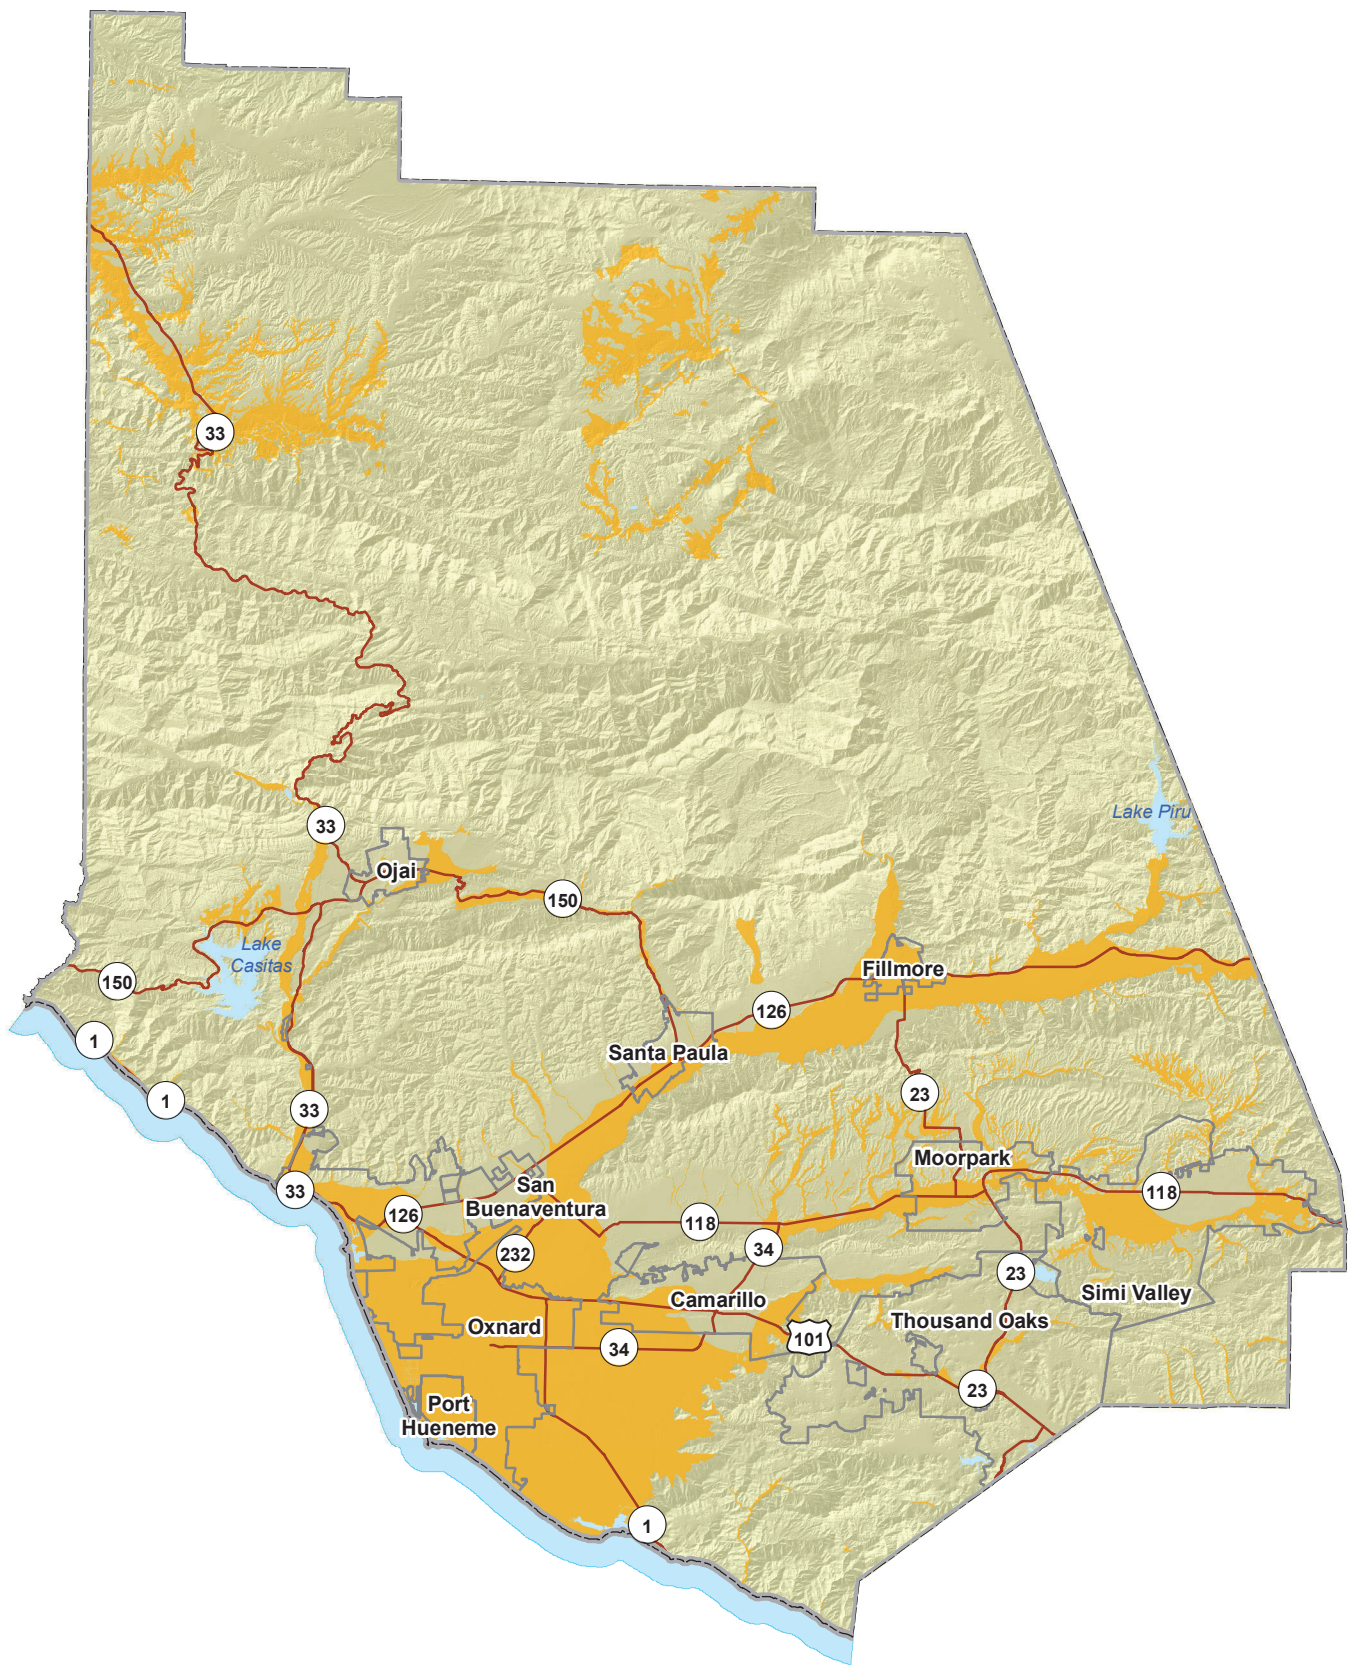 33
Lake Piru
33
Ojai
150
Lake
Casitas
Fillmore
150
126
1
Santa Paula
23
1
33
Moorpark
33
San
Buenaventura
118
126
118
232
34
23
Simi Valley
Camarillo
Thousand Oaks
Oxnard
101
34
23
Port
Hueneme
1